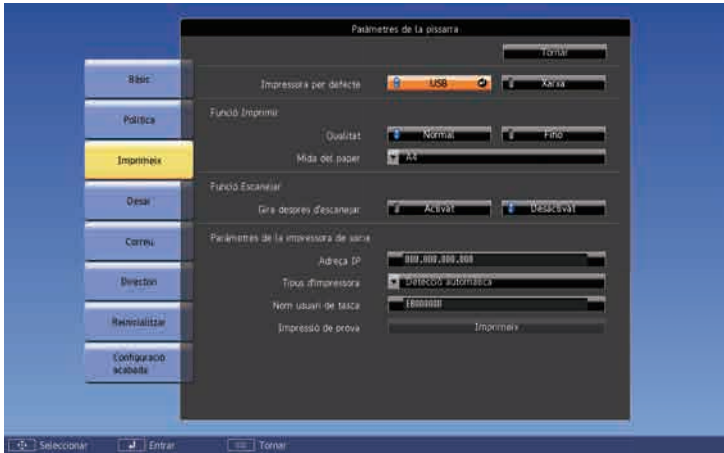 Paràmetres de la pissarra
Tornar
Bàsic
Política
Imprimeix
Desar
Correu
Directori
Reinicialitzar
Configuració
acabada
Impressora per defecte
USB
Xarxa
Funció Imprimir
Qualitat
Normal
Fino
Mida del paper
A4
Funció Escanejar
Gira després d'escanejar
Activat
Desactivat
Paràmetres de la impressora de xarxa
Adreça IP
000.000.000.000
Tipus d'impressora
Detecció automàtica
Nom usuari de tasca
EB000000
Impressió de prova
Imprimeix
Seleccionar
Entrar
Tornar